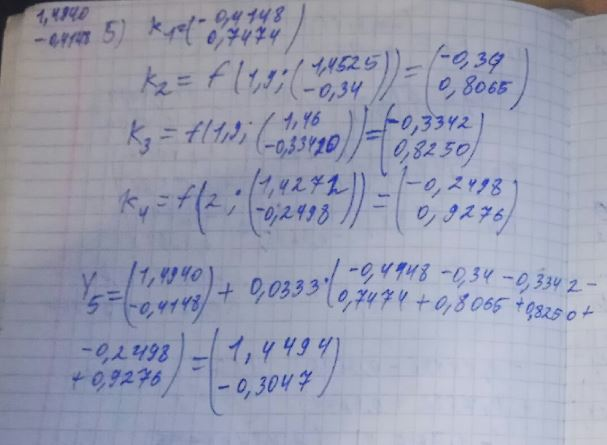 1,4940
-0,4148 5) k₁=(-0,4148 0,7474)
k₂ = f(1,9; (1,4525 -0,34)) = (-0,34 0,8065)
k₃ = f(1,9; (1,46 -0,33420)) = (-0,3342 0,8250)
k₄ = f(2; (1,4272 -0,2498)) = (-0,2498 0,9276)
Y₅ = (1,4940 -0,4148) + 0,0333·(-0,4948 -0,34 -0,3342 -
0,7474 + 0,8065 +0,8250 +
-0,2498 +0,9276) = (1,4494 -0,3047)